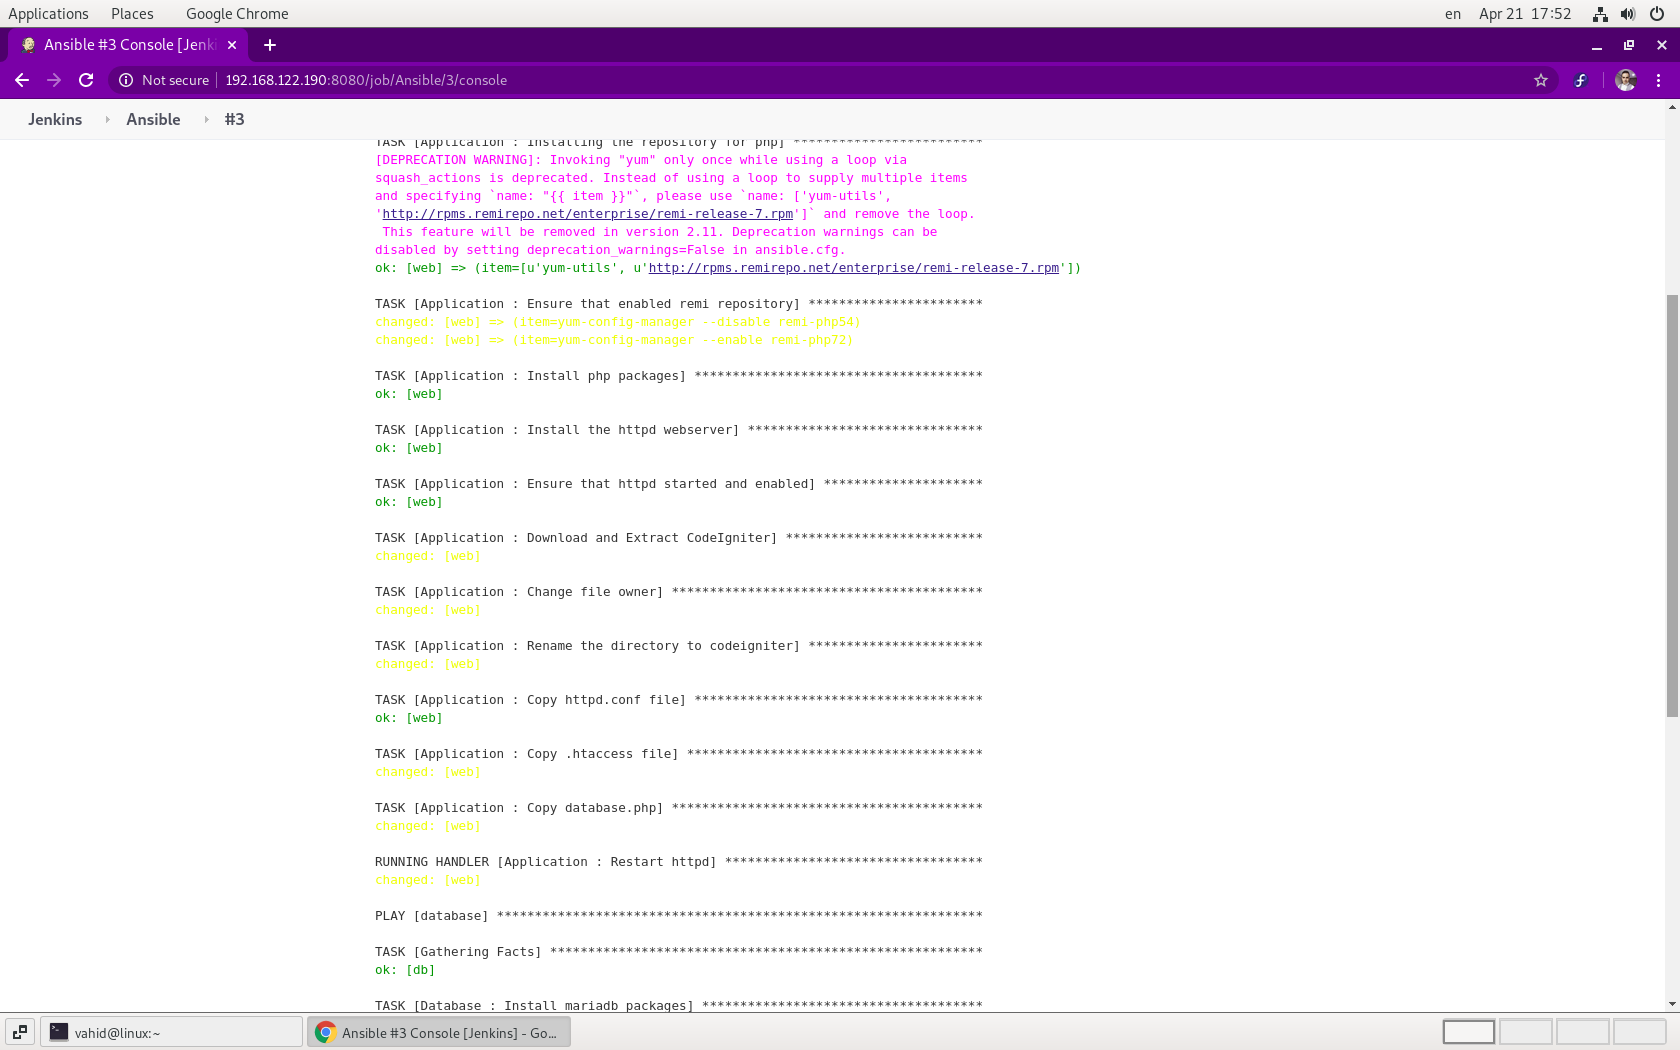 Applications Places Google Chrome en Apr 21 17:52
Ansible #3 Console [Jenki
Not secure 192.168.122.190:8080/job/Ansible/3/console
Jenkins Ansible #3
TASK [Application : Installing the repository for php] *************************
[DEPRECATION WARNING]: Invoking "yum" only once while using a loop via
squash_actions is deprecated. Instead of using a loop to supply multiple items
and specifying `name: "{{ item }}"`, please use `name: ['yum-utils',
'http://rpms.remirepo.net/enterprise/remi-release-7.rpm']` and remove the loop.
This feature will be removed in version 2.11. Deprecation warnings can be
disabled by setting deprecation_warnings=False in ansible.cfg.
ok: [web] => (item=[u'yum-utils', u'http://rpms.remirepo.net/enterprise/remi-release-7.rpm'])
TASK [Application : Ensure that enabled remi repository] ***********************
changed: [web] => (item=yum-config-manager --disable remi-php54)
changed: [web] => (item=yum-config-manager --enable remi-php72)
TASK [Application : Install php packages] **************************************
ok: [web]
TASK [Application : Install the httpd webserver] *******************************
ok: [web]
TASK [Application : Ensure that httpd started and enabled] *********************
ok: [web]
TASK [Application : Download and Extract CodeIgniter] **************************
changed: [web]
TASK [Application : Change file owner] *****************************************
changed: [web]
TASK [Application : Rename the directory to codeigniter] ***********************
changed: [web]
TASK [Application : Copy httpd.conf file] **************************************
ok: [web]
TASK [Application : Copy .htaccess file] ***************************************
changed: [web]
TASK [Application : Copy database.php] *****************************************
changed: [web]
RUNNING HANDLER [Application : Restart httpd] **********************************
changed: [web]
PLAY [database] ****************************************************************
TASK [Gathering Facts] *********************************************************
ok: [db]
TASK [Database : Install mariadb packages] *************************************
vahid@linux:~ Ansible #3 Console [Jenkins] - Go...